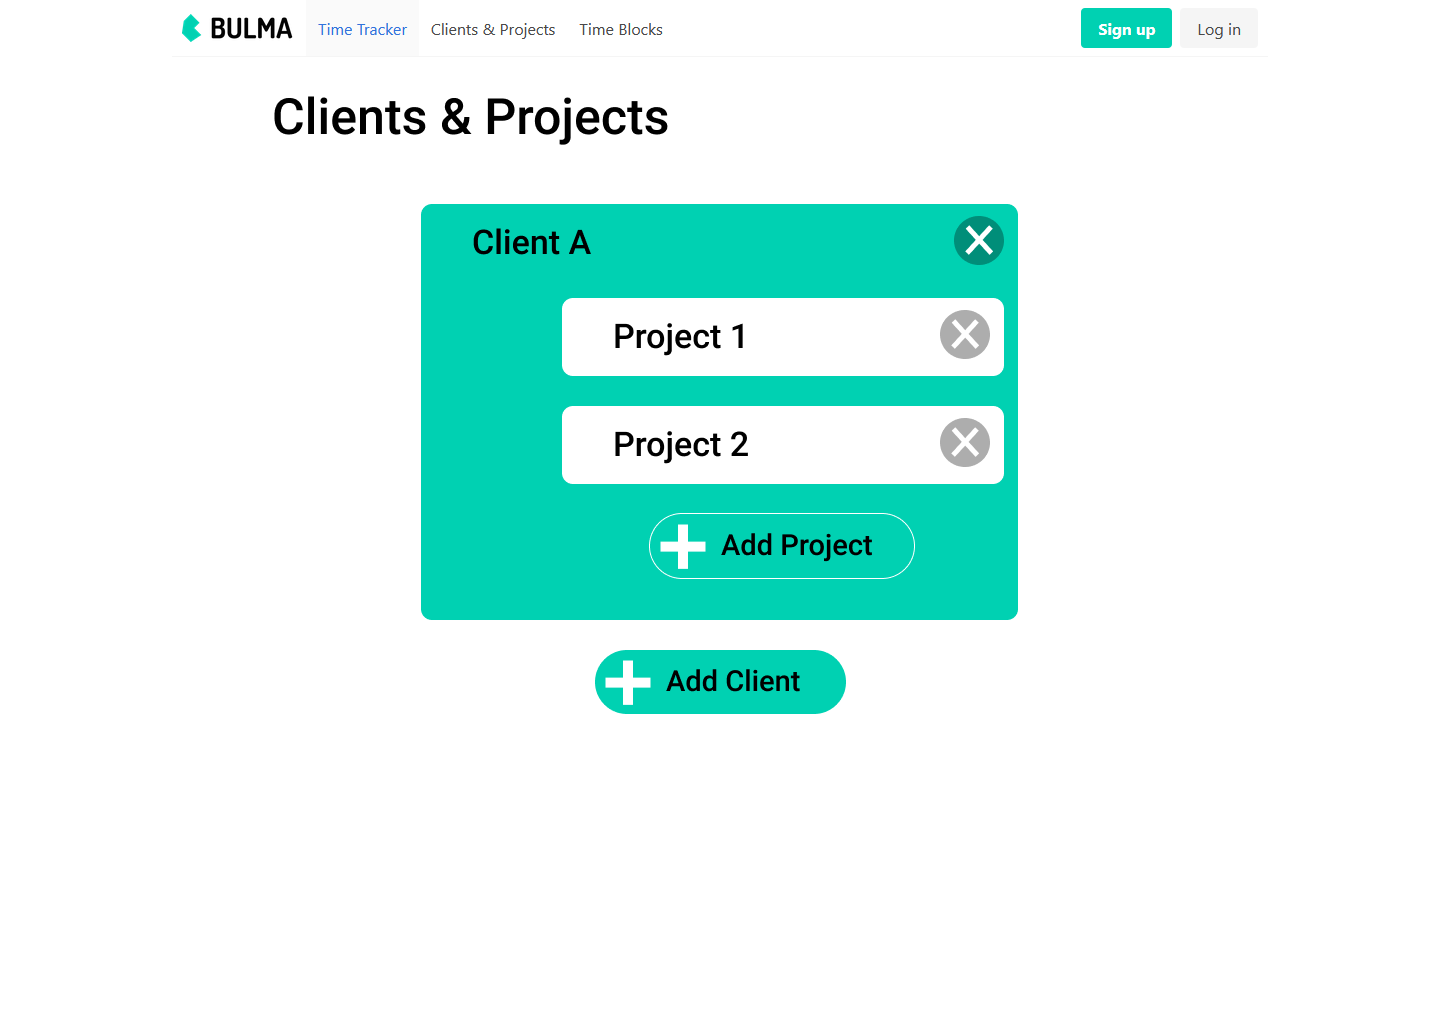 BULMA Time Tracker Clients & Projects Time Blocks Sign up Log in
Clients & Projects
Client A
Project 1
Project 2
Add Project
Add Client